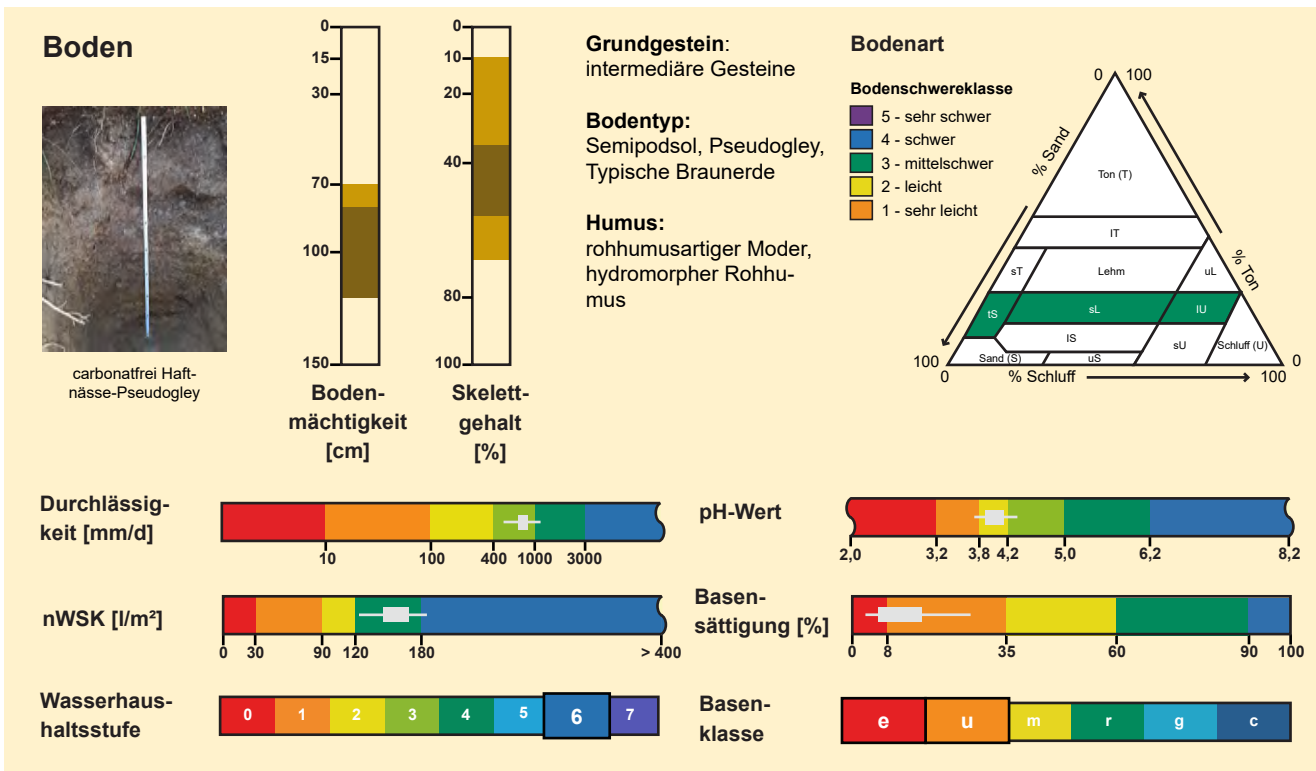 Boden
carbonatfrei Haft-
nässe-Pseudogley
0
15
30
70
100
150
Boden-
mächtigkeit
[cm]
0
10
20
40
80
100
Skelett-
gehalt
[%]
Grundgestein:
intermediäre Gesteine
Bodentyp:
Semipodsol, Pseudogley,
Typische Braunerde
Humus:
rohhumusartiger Moder,
hydromorpher Rohhu-
mus
Bodenart
Bodenschwereklasse
5 - sehr schwer
4 - schwer
3 - mittelschwer
2 - leicht
1 - sehr leicht
0 100
% Sand
% Ton
Ton (T)
lT
sT Lehm uL
tS sL lU
lS
sU Schluff (U)
Sand (S) uS
100 0
0 % Schluff 100
Durchlässig-
keit [mm/d]
10 100 400 1000 3000
nWSK [l/m²]
0 30 90 120 180 > 400
Wasserhaus-
haltsstufe
0 1 2 3 4 5 6 7
pH-Wert
2,0 3,2 3,8 4,2 5,0 6,2 8,2
Basen-
sättigung [%]
0 8 35 60 90 100
Basen-
klasse
e u m r g c